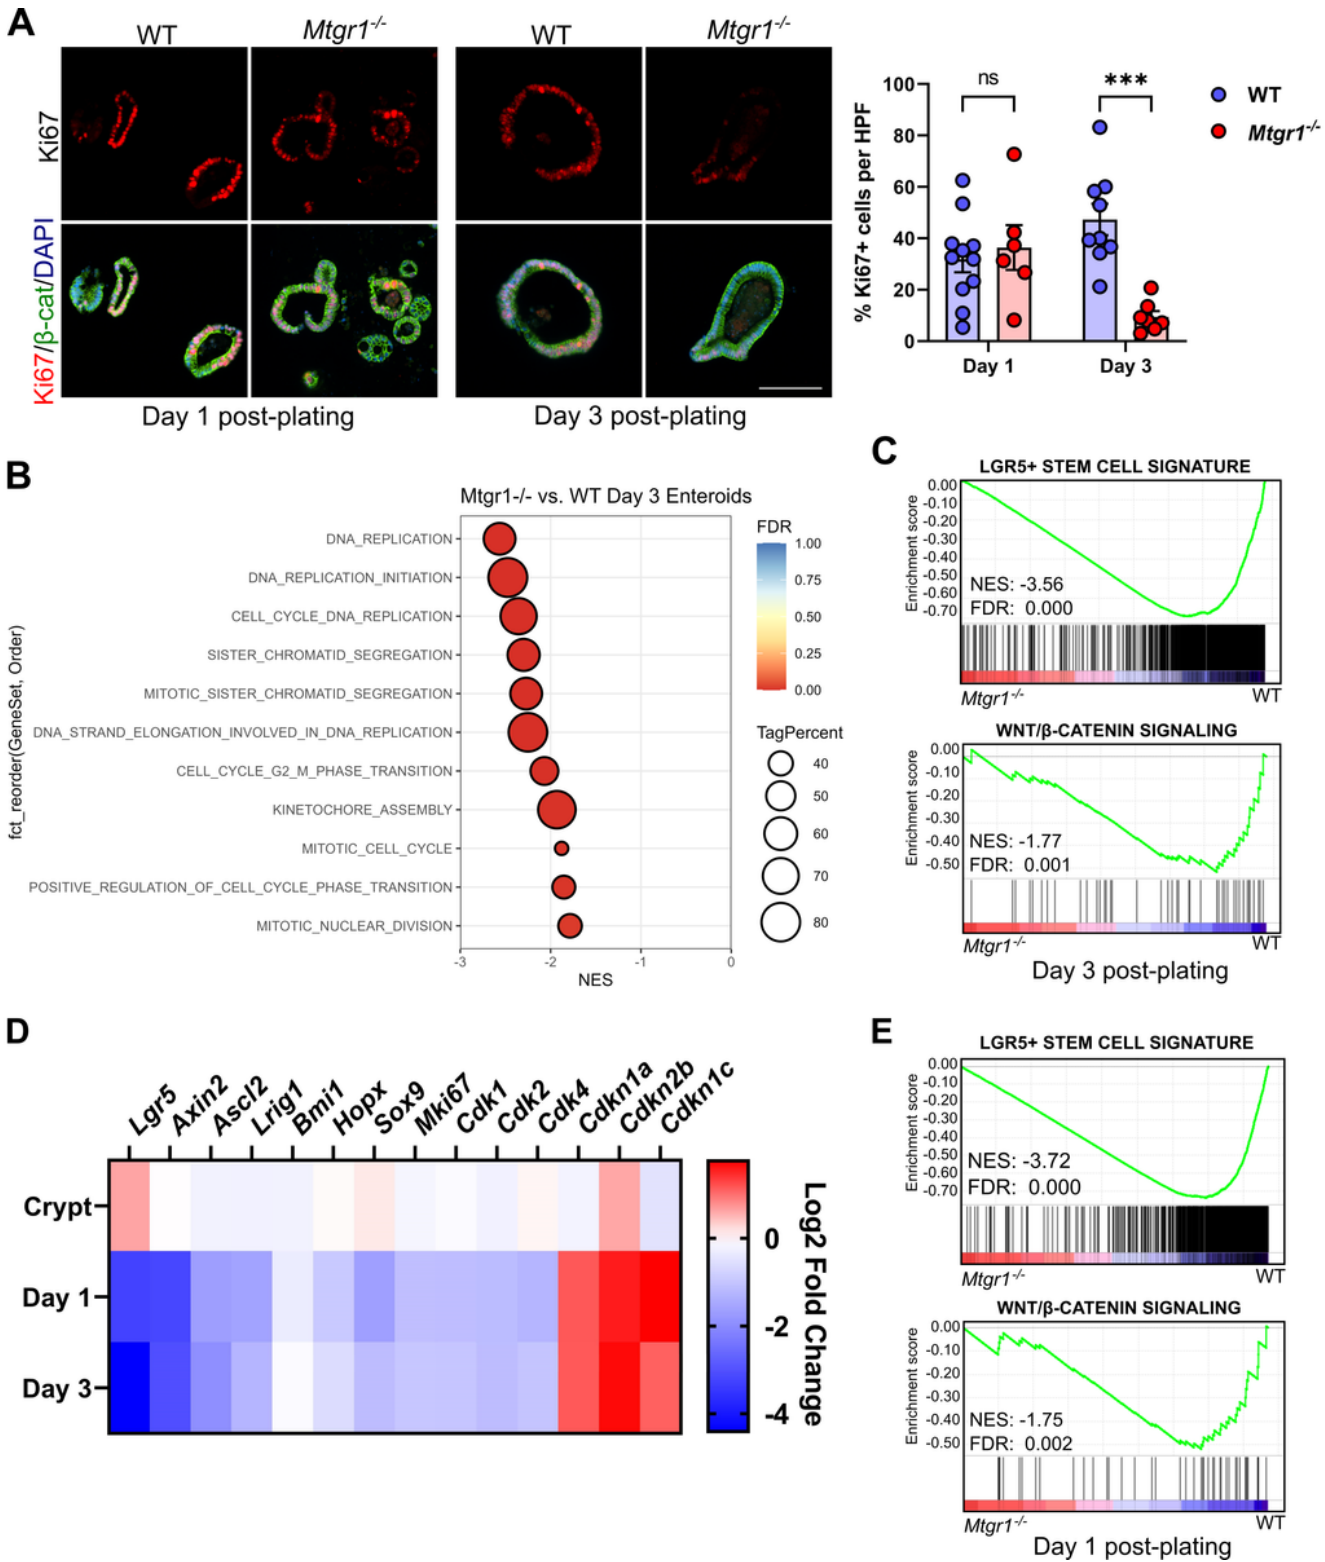 A
WT
Mtgr1-/-
WT
Mtgr1-/-
Ki67
Ki67/β-cat/DAPI
Day 1 post-plating
Day 3 post-plating
% Ki67+ cells per HPF
100
80
60
40
20
0
ns
***
Day 1
Day 3
WT
Mtgr1-/-
B
Mtgr1-/- vs. WT Day 3 Enteroids
fct_reorder(GeneSet, Order)
DNA_REPLICATION
DNA_REPLICATION_INITIATION
CELL_CYCLE_DNA_REPLICATION
SISTER_CHROMATID_SEGREGATION
MITOTIC_SISTER_CHROMATID_SEGREGATION
DNA_STRAND_ELONGATION_INVOLVED_IN_DNA_REPLICATION
CELL_CYCLE_G2_M_PHASE_TRANSITION
KINETOCHORE_ASSEMBLY
MITOTIC_CELL_CYCLE
POSITIVE_REGULATION_OF_CELL_CYCLE_PHASE_TRANSITION
MITOTIC_NUCLEAR_DIVISION
-3
-2
-1
0
NES
FDR
1.00
0.75
0.50
0.25
0.00
TagPercent
40
50
60
70
80
C
LGR5+ STEM CELL SIGNATURE
Enrichment score
0.00
-0.10
-0.20
-0.30
-0.40
-0.50
-0.60
-0.70
NES: -3.56
FDR: 0.000
Mtgr1-/-
WT
WNT/β-CATENIN SIGNALING
Enrichment score
0.00
-0.10
-0.20
-0.30
-0.40
-0.50
NES: -1.77
FDR: 0.001
Mtgr1-/-
WT
Day 3 post-plating
D
Lgr5
Axin2
Ascl2
Lrig1
Bmi1
Hopx
Sox9
Mki67
Cdk1
Cdk2
Cdk4
Cdkn1a
Cdkn2b
Cdkn1c
Crypt
Day 1
Day 3
0
-2
-4
Log2 Fold Change
E
LGR5+ STEM CELL SIGNATURE
Enrichment score
0.00
-0.10
-0.20
-0.30
-0.40
-0.50
-0.60
-0.70
NES: -3.72
FDR: 0.000
Mtgr1-/-
WT
WNT/β-CATENIN SIGNALING
Enrichment score
0.00
-0.10
-0.20
-0.30
-0.40
-0.50
NES: -1.75
FDR: 0.002
Mtgr1-/-
WT
Day 1 post-plating